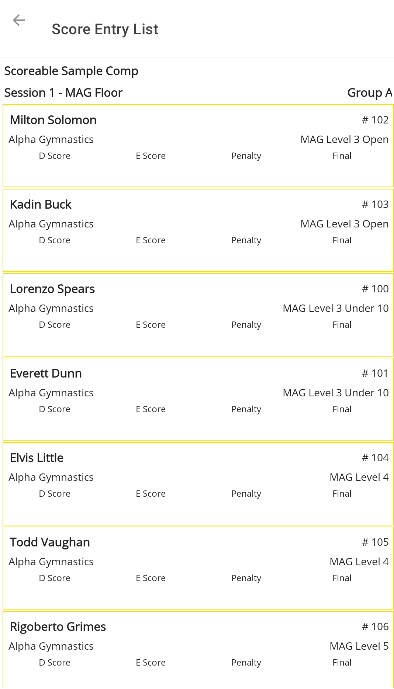 Score Entry List
Scoreable Sample Comp
Session 1 - MAG Floor Group A
Milton Solomon # 102
Alpha Gymnastics MAG Level 3 Open
D Score E Score Penalty Final
Kadin Buck # 103
Alpha Gymnastics MAG Level 3 Open
D Score E Score Penalty Final
Lorenzo Spears # 100
Alpha Gymnastics MAG Level 3 Under 10
D Score E Score Penalty Final
Everett Dunn # 101
Alpha Gymnastics MAG Level 3 Under 10
D Score E Score Penalty Final
Elvis Little # 104
Alpha Gymnastics MAG Level 4
D Score E Score Penalty Final
Todd Vaughan # 105
Alpha Gymnastics MAG Level 4
D Score E Score Penalty Final
Rigoberto Grimes # 106
Alpha Gymnastics MAG Level 5
D Score E Score Penalty Final